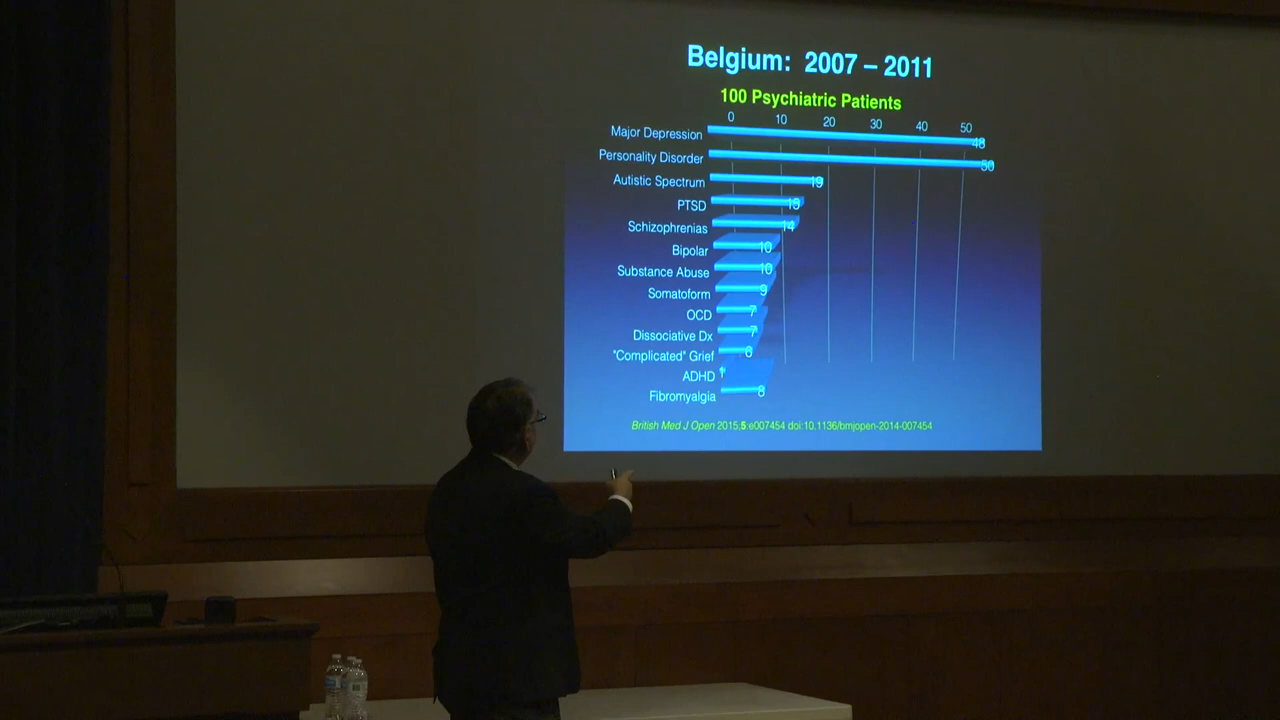 Belgium: 2007 – 2011
100 Psychiatric Patients
0 10 20 30 40 50
Major Depression 48
Personality Disorder 50
Autistic Spectrum 19
PTSD 15
Schizophrenias 14
Bipolar 10
Substance Abuse 10
Somatoform 9
OCD 7
Dissociative Dx 7
"Complicated" Grief 6
ADHD 1
Fibromyalgia 8
British Med J Open 2015;5:e007454 doi:10.1136/bmjopen-2014-007454